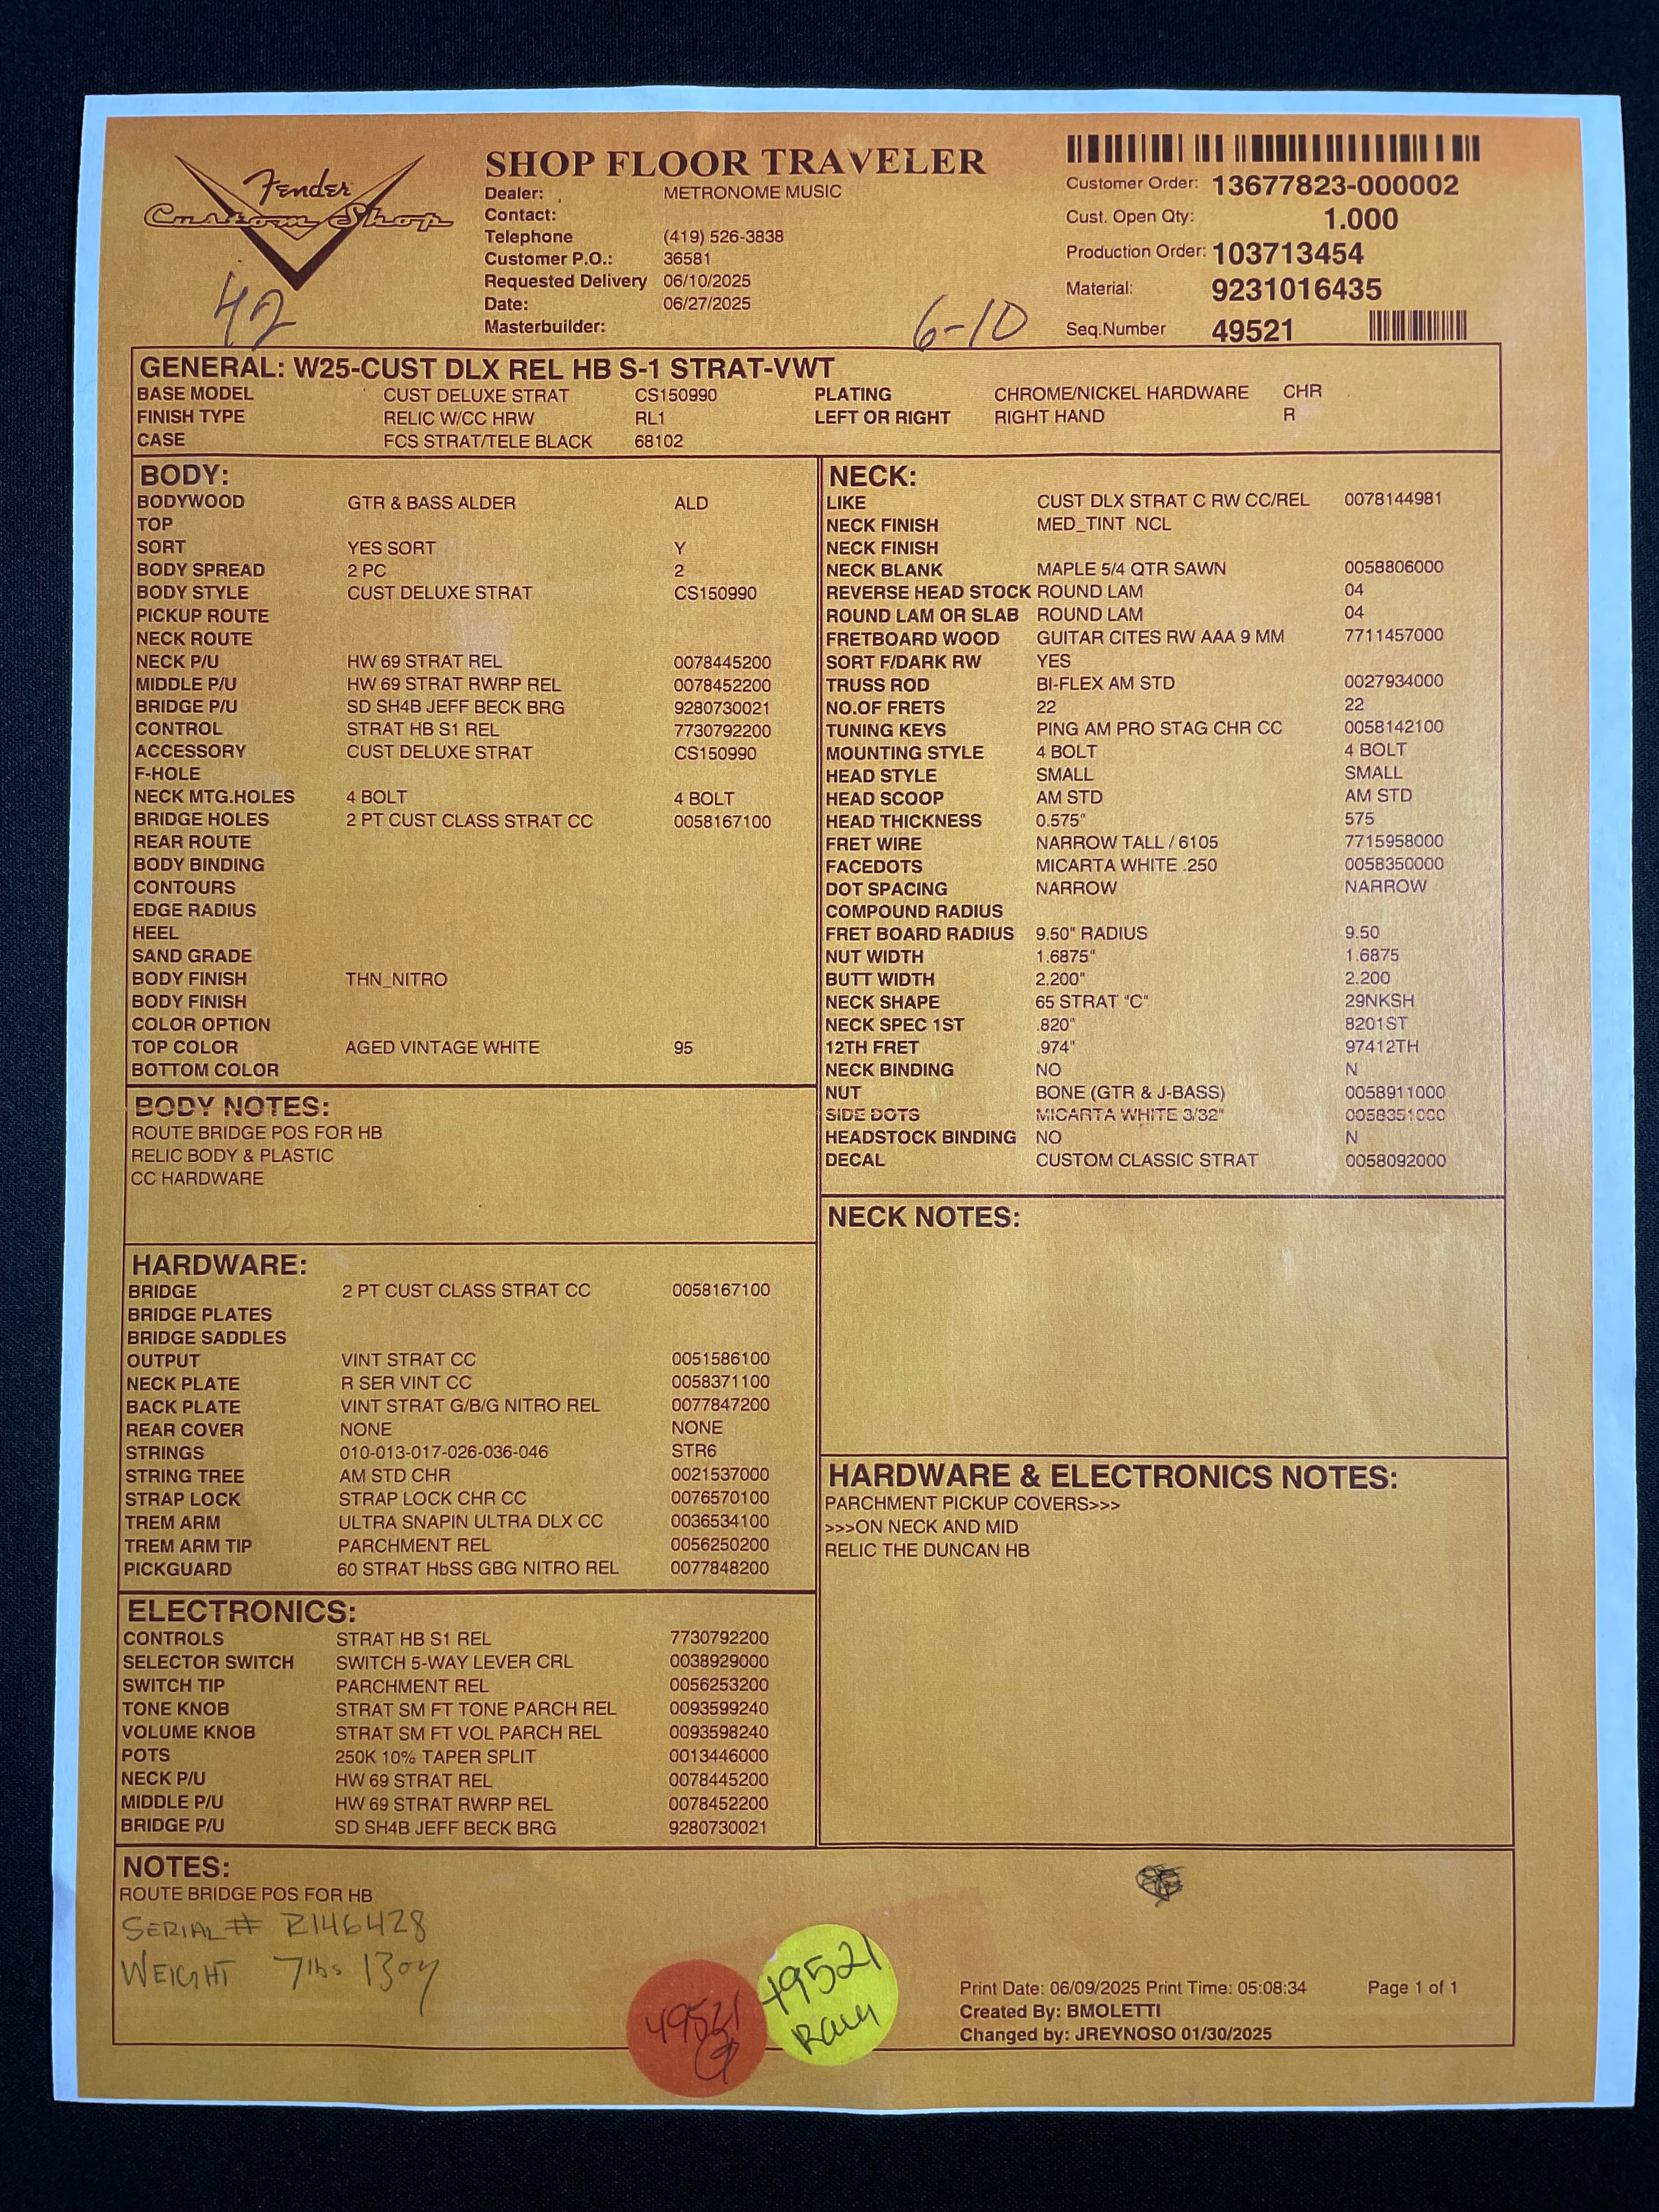 Fender
Custom Shop
SHOP FLOOR TRAVELER
Dealer: METRONOME MUSIC
Contact:
Telephone (419) 526-3838
Customer P.O.: 36581
Requested Delivery 06/10/2025
Date: 06/27/2025
Masterbuilder:
Customer Order: 13677823-000002
Cust. Open Qty: 1.000
Production Order: 103713454
Material: 9231016435
Seq.Number 49521
42
6-10
GENERAL: W25-CUST DLX REL HB S-1 STRAT-VWT
BASE MODEL CUST DELUXE STRAT CS150990 PLATING CHROME/NICKEL HARDWARE CHR
FINISH TYPE RELIC W/CC HRW RL1 LEFT OR RIGHT RIGHT HAND R
CASE FCS STRAT/TELE BLACK 68102
BODY:
BODYWOOD GTR & BASS ALDER ALD
TOP
SORT YES SORT Y
BODY SPREAD 2 PC 2
BODY STYLE CUST DELUXE STRAT CS150990
PICKUP ROUTE
NECK ROUTE
NECK P/U HW 69 STRAT REL 0078445200
MIDDLE P/U HW 69 STRAT RWRP REL 0078452200
BRIDGE P/U SD SH4B JEFF BECK BRG 9280730021
CONTROL STRAT HB S1 REL 7730792200
ACCESSORY CUST DELUXE STRAT CS150990
F-HOLE
NECK MTG.HOLES 4 BOLT 4 BOLT
BRIDGE HOLES 2 PT CUST CLASS STRAT CC 0058167100
REAR ROUTE
BODY BINDING
CONTOURS
EDGE RADIUS
HEEL
SAND GRADE
BODY FINISH THN_NITRO
BODY FINISH
COLOR OPTION
TOP COLOR AGED VINTAGE WHITE 95
BOTTOM COLOR
BODY NOTES:
ROUTE BRIDGE POS FOR HB
RELIC BODY & PLASTIC
CC HARDWARE
HARDWARE:
BRIDGE 2 PT CUST CLASS STRAT CC 0058167100
BRIDGE PLATES
BRIDGE SADDLES
OUTPUT VINT STRAT CC 0051586100
NECK PLATE R SER VINT CC 0058371100
BACK PLATE VINT STRAT G/B/G NITRO REL 0077847200
REAR COVER NONE NONE
STRINGS 010-013-017-026-036-046 STR6
STRING TREE AM STD CHR 0021537000
STRAP LOCK STRAP LOCK CHR CC 0076570100
TREM ARM ULTRA SNAPIN ULTRA DLX CC 0036534100
TREM ARM TIP PARCHMENT REL 0056250200
PICKGUARD 60 STRAT HbSS GBG NITRO REL 0077848200
ELECTRONICS:
CONTROLS STRAT HB S1 REL 7730792200
SELECTOR SWITCH SWITCH 5-WAY LEVER CRL 0038929000
SWITCH TIP PARCHMENT REL 0056253200
TONE KNOB STRAT SM FT TONE PARCH REL 0093599240
VOLUME KNOB STRAT SM FT VOL PARCH REL 0093598240
POTS 250K 10% TAPER SPLIT 0013446000
NECK P/U HW 69 STRAT REL 0078445200
MIDDLE P/U HW 69 STRAT RWRP REL 0078452200
BRIDGE P/U SD SH4B JEFF BECK BRG 9280730021
NECK:
LIKE CUST DLX STRAT C RW CC/REL 0078144981
NECK FINISH MED_TINT NCL
NECK FINISH
NECK BLANK MAPLE 5/4 QTR SAWN 0058806000
REVERSE HEAD STOCK ROUND LAM 04
ROUND LAM OR SLAB ROUND LAM 04
FRETBOARD WOOD GUITAR CITES RW AAA 9 MM 7711457000
SORT F/DARK RW YES
TRUSS ROD BI-FLEX AM STD 0027934000
NO.OF FRETS 22 22
TUNING KEYS PING AM PRO STAG CHR CC 0058142100
MOUNTING STYLE 4 BOLT 4 BOLT
HEAD STYLE SMALL SMALL
HEAD SCOOP AM STD AM STD
HEAD THICKNESS 0.575" 575
FRET WIRE NARROW TALL / 6105 7715958000
FACEDOTS MICARTA WHITE .250 0058350000
DOT SPACING NARROW NARROW
COMPOUND RADIUS
FRET BOARD RADIUS 9.50" RADIUS 9.50
NUT WIDTH 1.6875" 1.6875
BUTT WIDTH 2.200" 2.200
NECK SHAPE 65 STRAT "C" 29NKSH
NECK SPEC 1ST .820" 8201ST
12TH FRET .974" 97412TH
NECK BINDING NO N
NUT BONE (GTR & J-BASS) 0058911000
SIDE DOTS MICARTA WHITE 3/32" 0058351000
HEADSTOCK BINDING NO N
DECAL CUSTOM CLASSIC STRAT 0058092000
NECK NOTES:
HARDWARE & ELECTRONICS NOTES:
PARCHMENT PICKUP COVERS>>>
>>>ON NECK AND MID
RELIC THE DUNCAN HB
NOTES:
ROUTE BRIDGE POS FOR HB
SERIAL # R146428
WEIGHT 7lbs 13oz
49521
49521
Print Date: 06/09/2025 Print Time: 05:08:34 Page 1 of 1
Created By: BMOLETTI
Changed by: JREYNOSO 01/30/2025